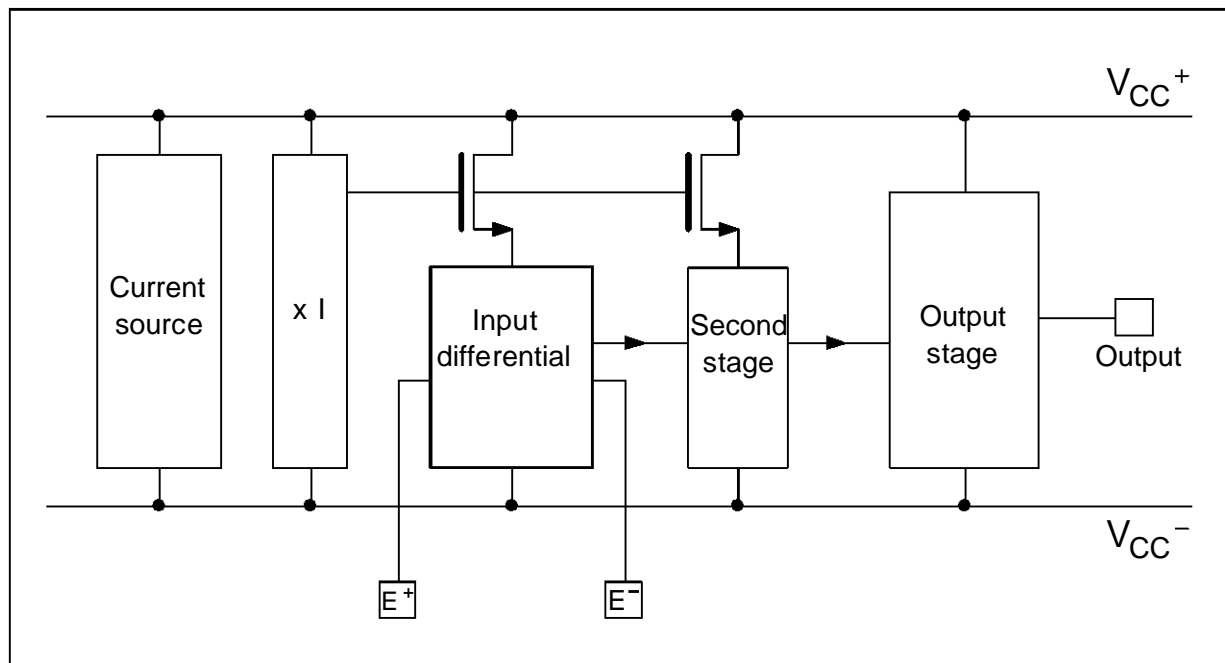 VCC+
Current
source
x I
Input
differential
Second
stage
Output
stage
Output
VCC−
E+
E−